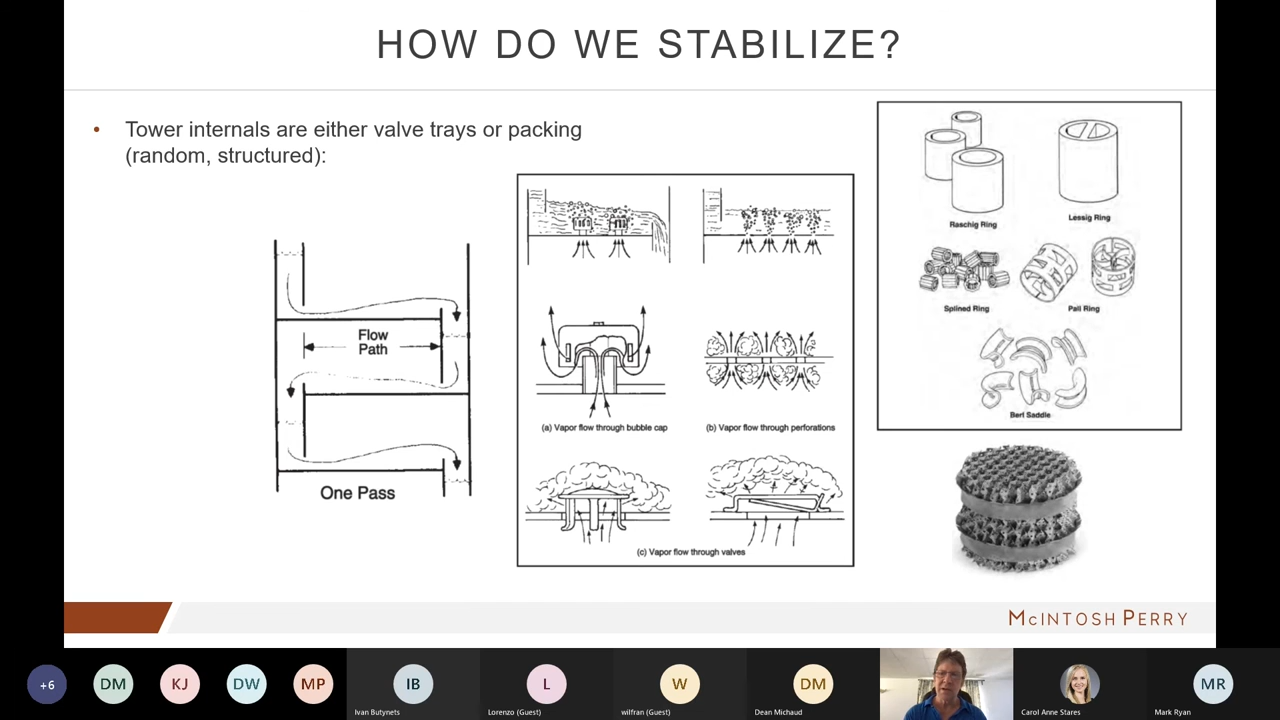 HOW DO WE STABILIZE?
• Tower internals are either valve trays or packing
(random, structured):
Flow
Path
One Pass
(a) Vapor flow through bubble cap
(b) Vapor flow through perforations
(c) Vapor flow through valves
Raschig Ring
Lessig Ring
Splined Ring
Pall Ring
Berl Saddle
MCINTOSH PERRY
+6
DM
KJ
DW
MP
IB
Ivan Butynets
L
Lorenzo (Guest)
W
wilfran (Guest)
DM
Dean Michaud
Carol Anne Stares
MR
Mark Ryan